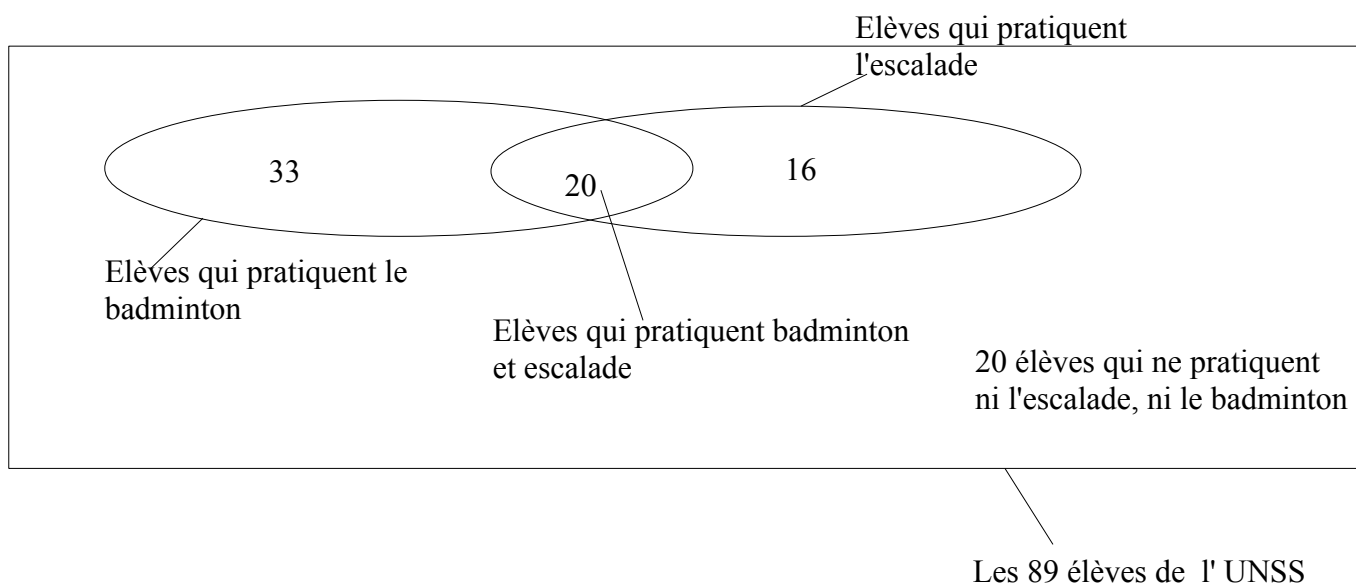 Elèves qui pratiquent
l'escalade
33
20
16
Elèves qui pratiquent le
badminton
Elèves qui pratiquent badminton
et escalade
20 élèves qui ne pratiquent
ni l'escalade, ni le badminton
Les 89 élèves de l' UNSS